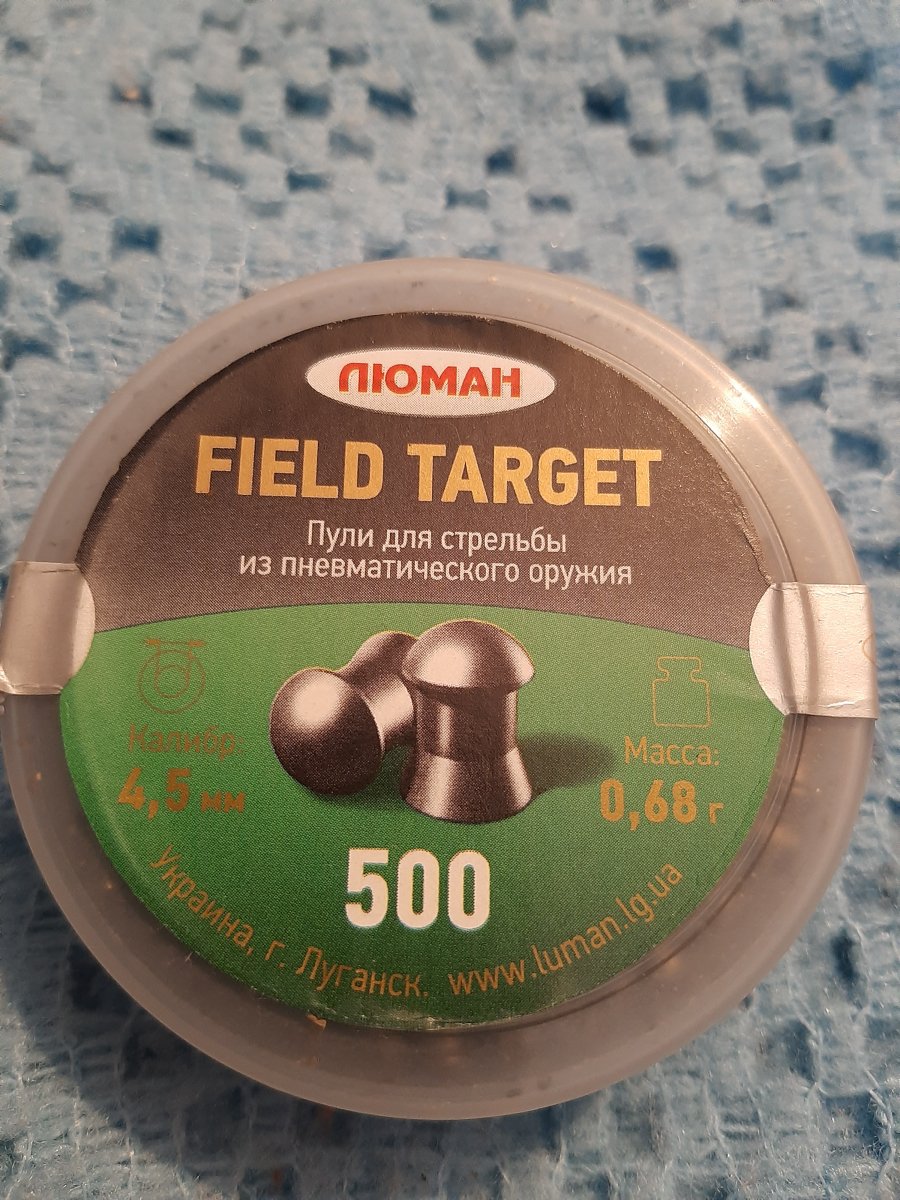 ЛЮМАН
FIELD TARGET
Пули для стрельбы
из пневматического оружия
Калибр:
4,5 мм
Масса:
0,68 г
500
Украина, г. Луганск. www.luman.lg.ua